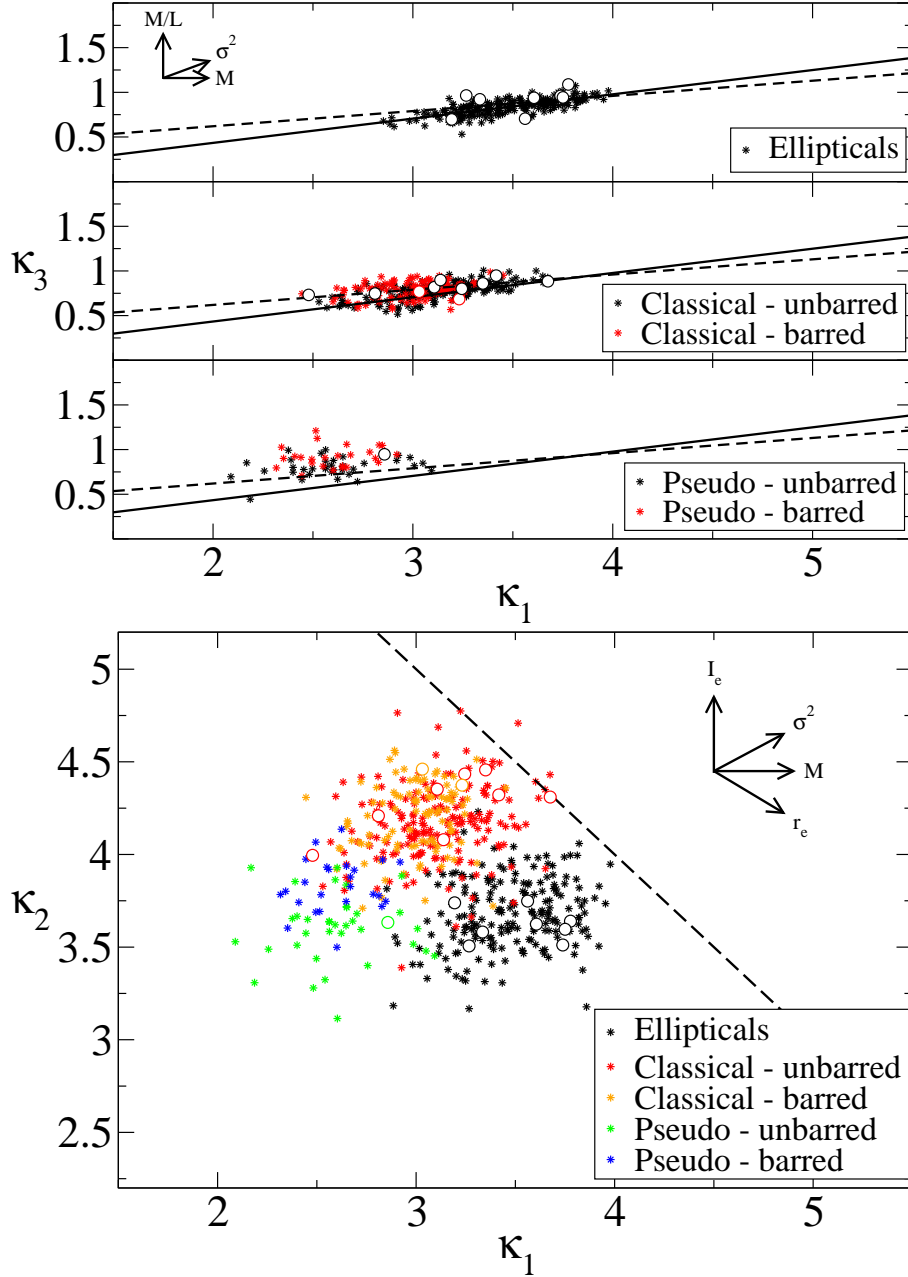 M/L
σ²
M
1.5
1
0.5
Ellipticals
1.5
1
0.5
κ₃
Classical - unbarred
Classical - barred
1.5
1
0.5
Pseudo - unbarred
Pseudo - barred
2 3 4 5
κ₁
5
4.5
4
3.5
3
2.5
κ₂
I_e
σ²
M
r_e
Ellipticals
Classical - unbarred
Classical - barred
Pseudo - unbarred
Pseudo - barred
2 3 4 5
κ₁